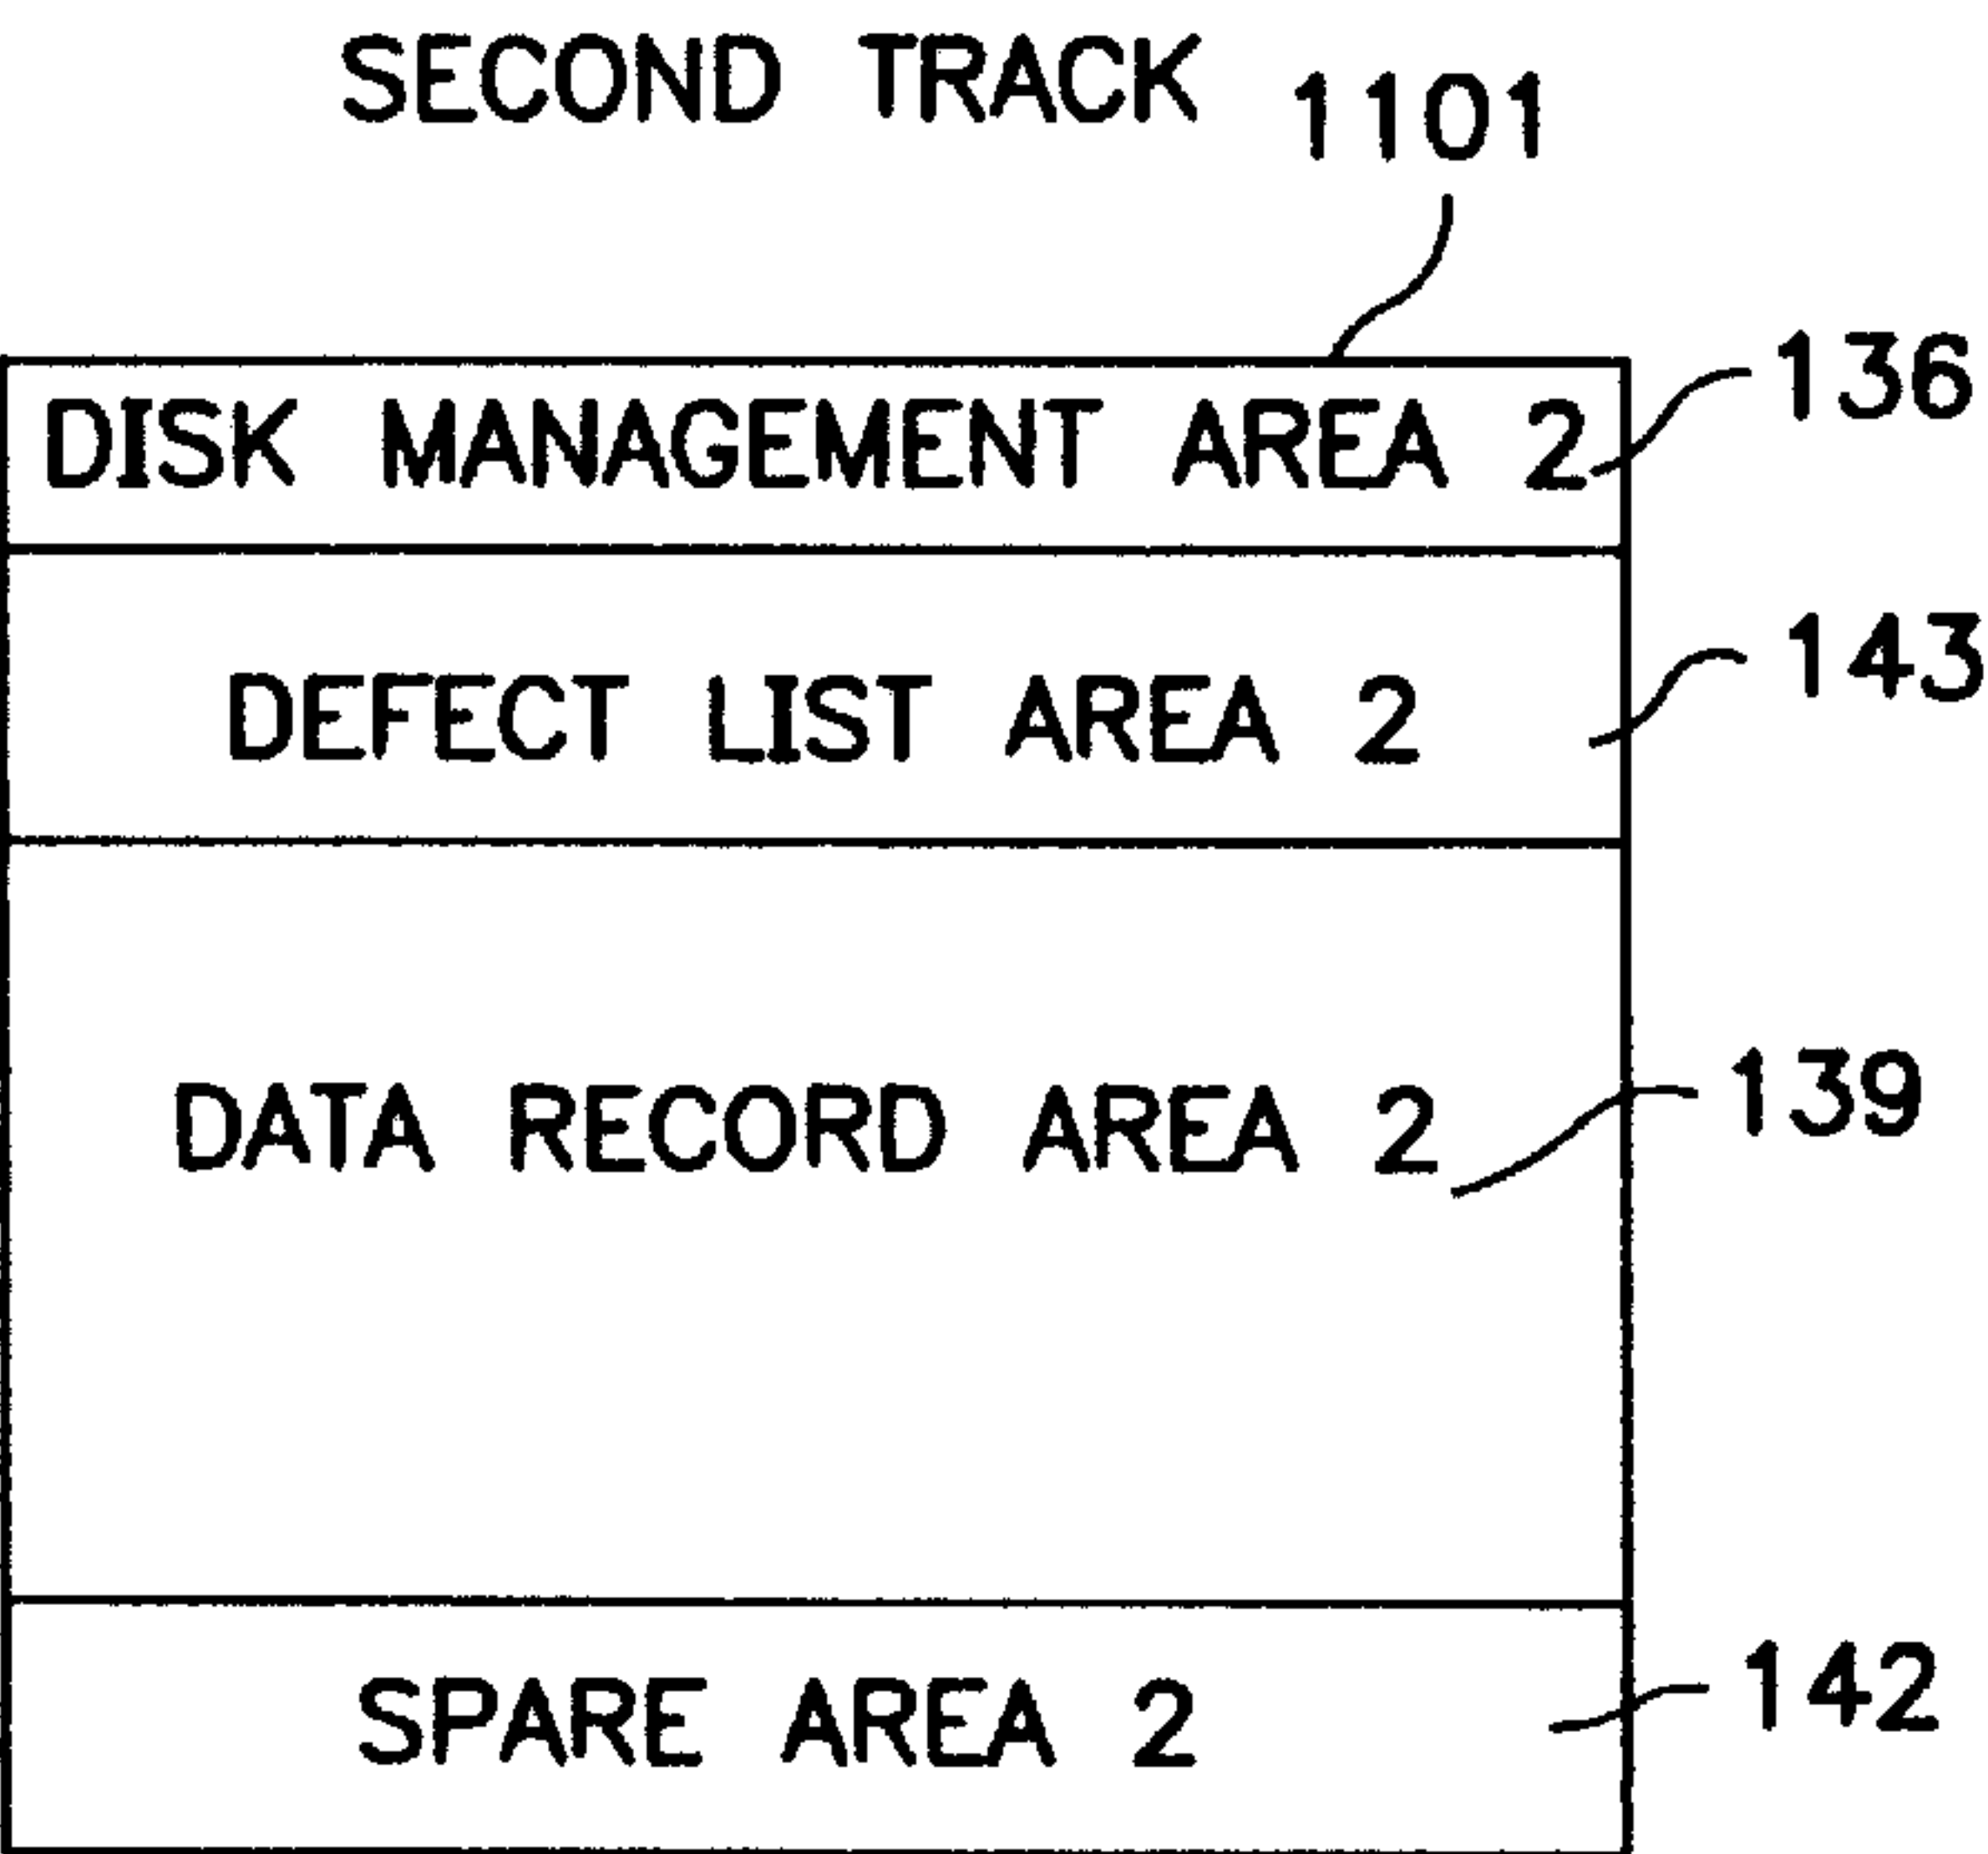 SECOND TRACK
1101
DISK MANAGEMENT AREA 2
136
DEFECT LIST AREA 2
143
DATA RECORD AREA 2
139
SPARE AREA 2
142